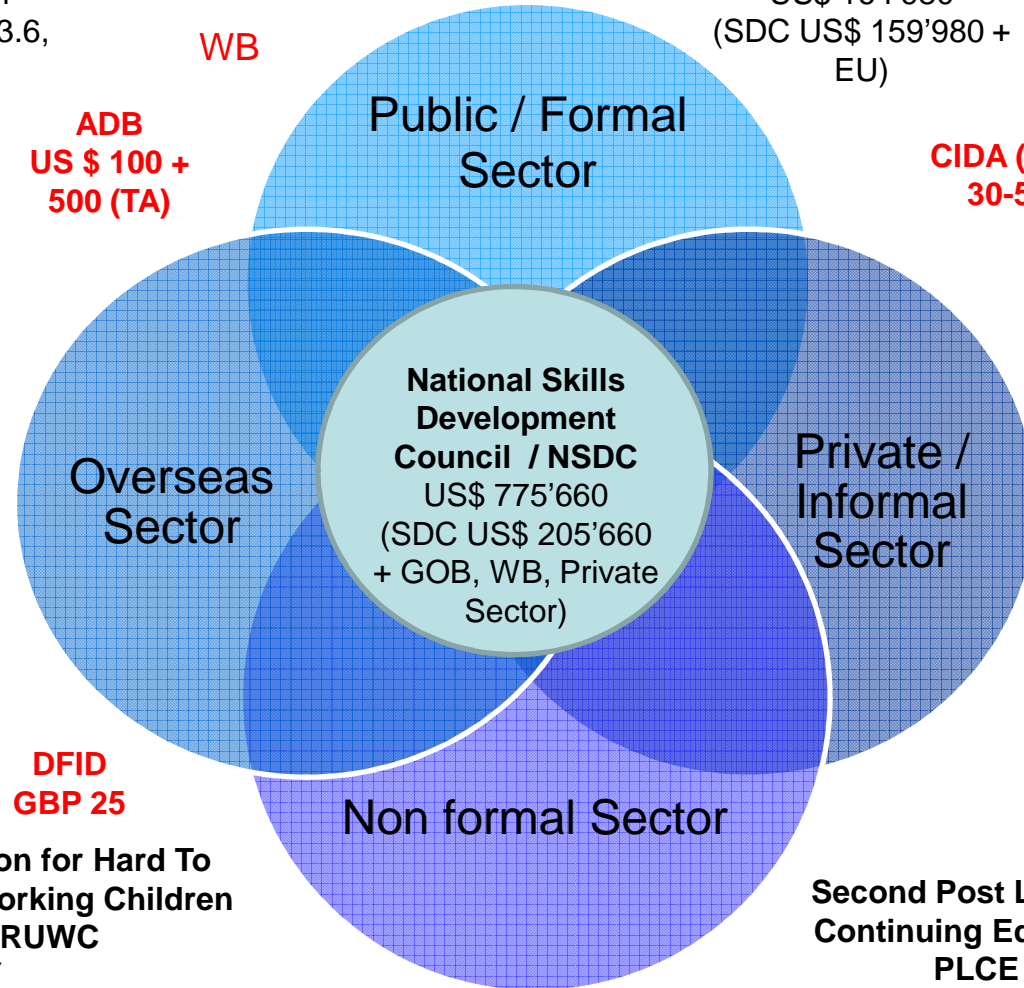 3.6,
WB
(SDC US$ 159’980 +
EU)
ADB
US $ 100 +
500 (TA)
CIDA (
30-5
Public / Formal
Sector
National Skills
Development
Council / NSDC
US$ 775’660
(SDC US$ 205’660
+ GOB, WB, Private
Sector)
Overseas
Sector
Private /
Informal
Sector
DFID
GBP 25
Non formal Sector
on for Hard To
orking Children
RUWC
Second Post L
Continuing Ed
PLCE